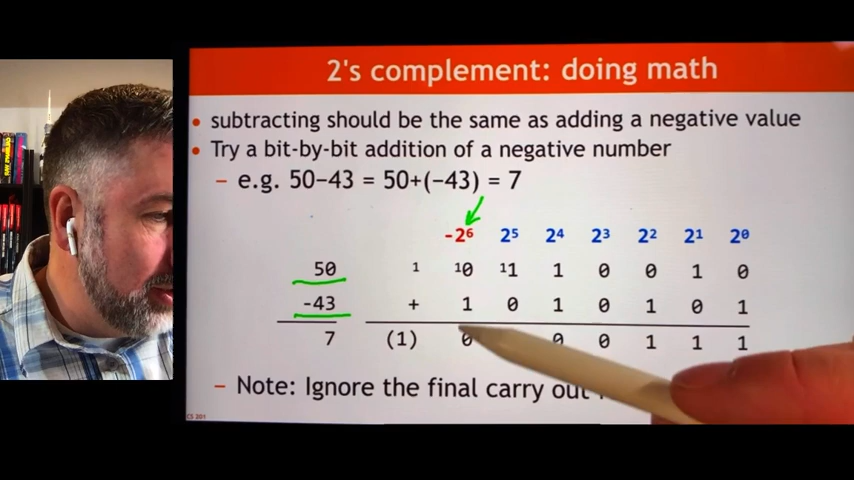 2's complement: doing math
• subtracting should be the same as adding a negative value
• Try a bit-by-bit addition of a negative number
– e.g. 50–43 = 50+(–43) = 7
-2⁶ 2⁵ 2⁴ 2³ 2² 2¹ 2⁰
50 1 ¹0 ¹1 1 0 0 1 0
-43 + 1 0 1 0 1 0 1
7 (1) 0 0 0 1 1 1
– Note: Ignore the final carry out
CS 201